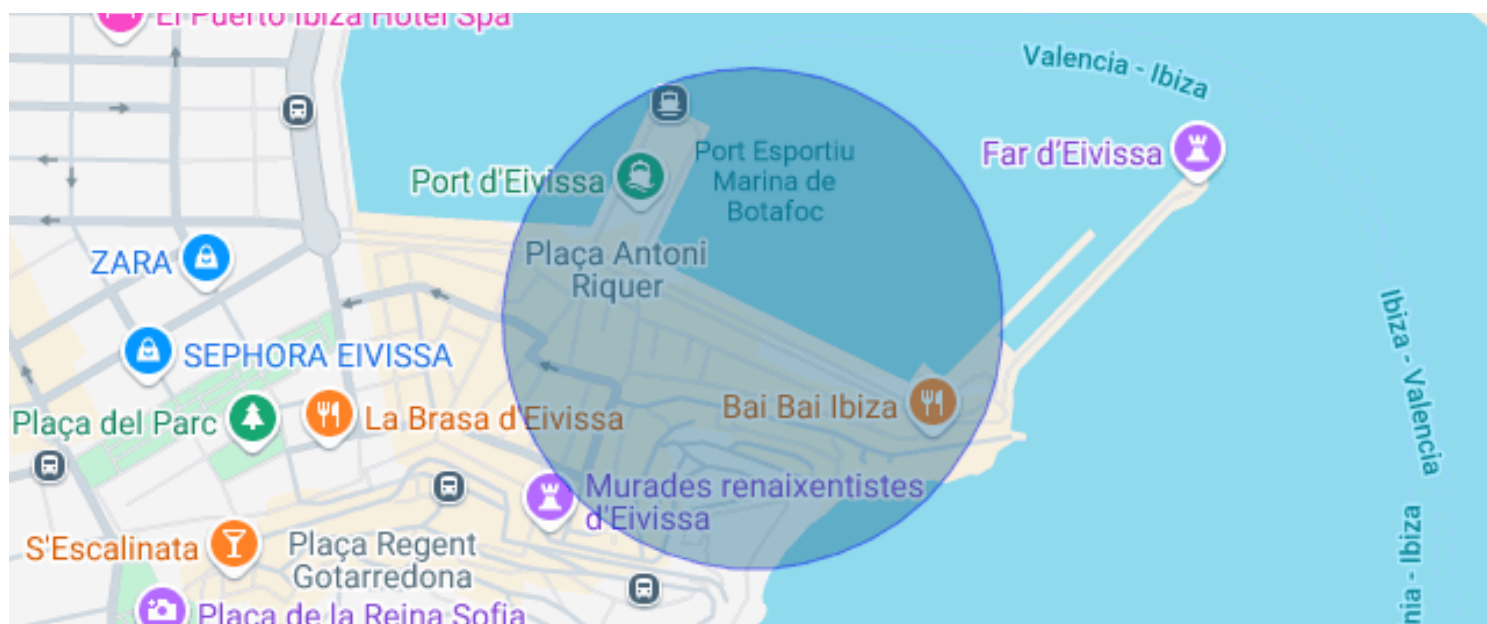 El Puerto Ibiza Hotel Spa
Valencia - Ibiza
Far d'Eivissa
Port Esportiu
Marina de
Botafoc
Port d'Eivissa
Plaça Antoni
Riquer
ZARA
SEPHORA EIVISSA
Ibiza - Valencia
Plaça del Parc
La Brasa d'Eivissa
Bai Bai Ibiza
Murades renaixentistes
d'Eivissa
S'Escalinata
Plaça Regent
Gotarredona
nia - Ibiza
Plaça de la Reina Sofia